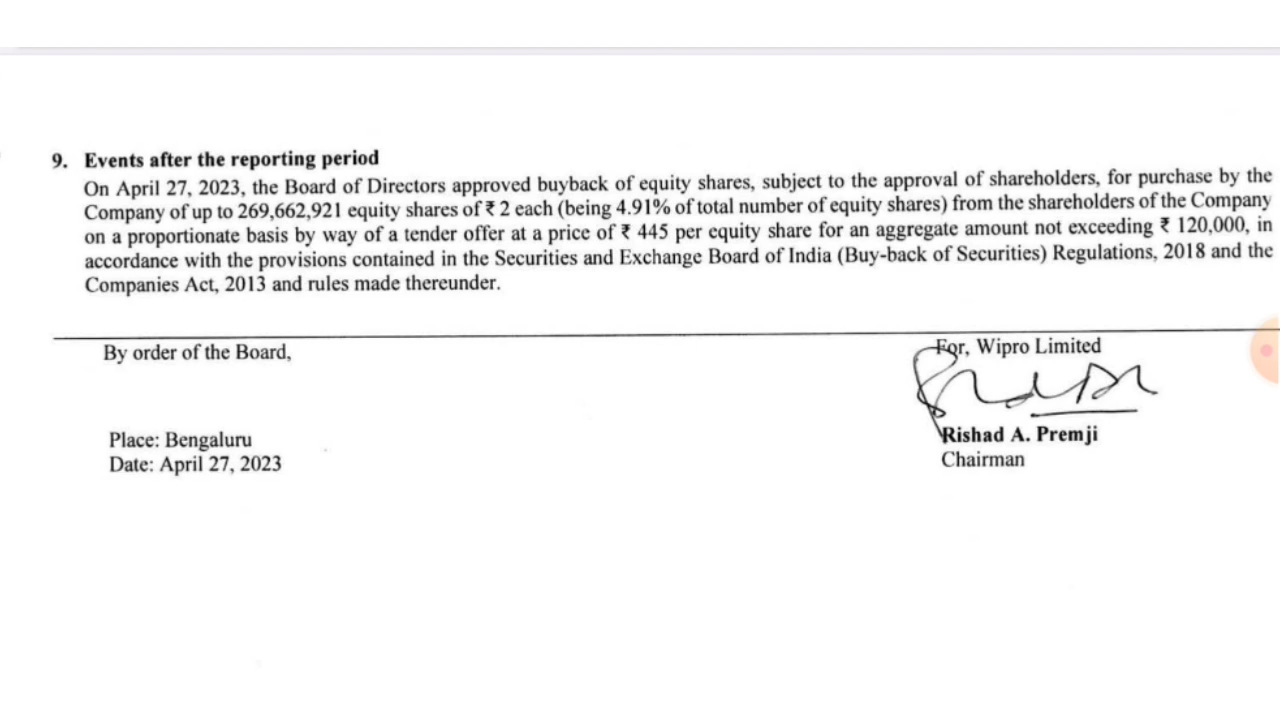 9. Events after the reporting period
On April 27, 2023, the Board of Directors approved buyback of equity shares, subject to the approval of shareholders, for purchase by the
Company of up to 269,662,921 equity shares of ₹ 2 each (being 4.91% of total number of equity shares) from the shareholders of the Company
on a proportionate basis by way of a tender offer at a price of ₹ 445 per equity share for an aggregate amount not exceeding ₹ 120,000, in
accordance with the provisions contained in the Securities and Exchange Board of India (Buy-back of Securities) Regulations, 2018 and the
Companies Act, 2013 and rules made thereunder.
By order of the Board,
For, Wipro Limited
Rishad A. Premji
Chairman
Place: Bengaluru
Date: April 27, 2023